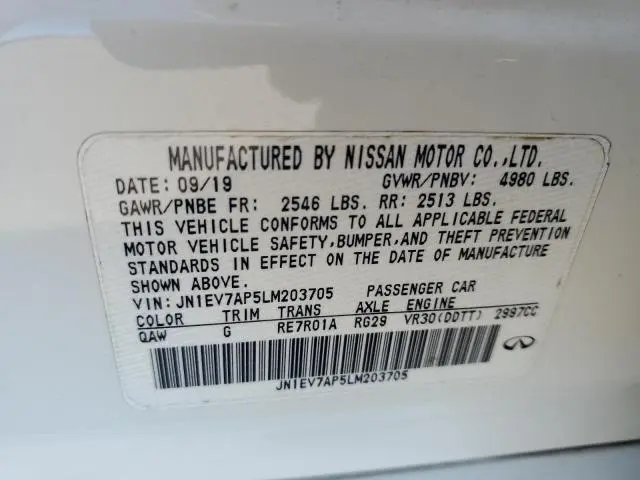 MANUFACTURED BY NISSAN MOTOR CO.,LTD.
DATE: 09/19 GVWR/PNBV: 4980 LBS.
GAWR/PNBE FR: 2546 LBS. RR: 2513 LBS.
THIS VEHICLE CONFORMS TO ALL APPLICABLE FEDERAL
MOTOR VEHICLE SAFETY,BUMPER,AND THEFT PREVENTION
STANDARDS IN EFFECT ON THE DATE OF MANUFACTURE
SHOWN ABOVE.
VIN: JN1EV7AP5LM203705 PASSENGER CAR
COLOR TRIM TRANS AXLE ENGINE
QAW G RE7R01A RG29 VR30(DDTT) 2997CC
JN1EV7AP5LM203705